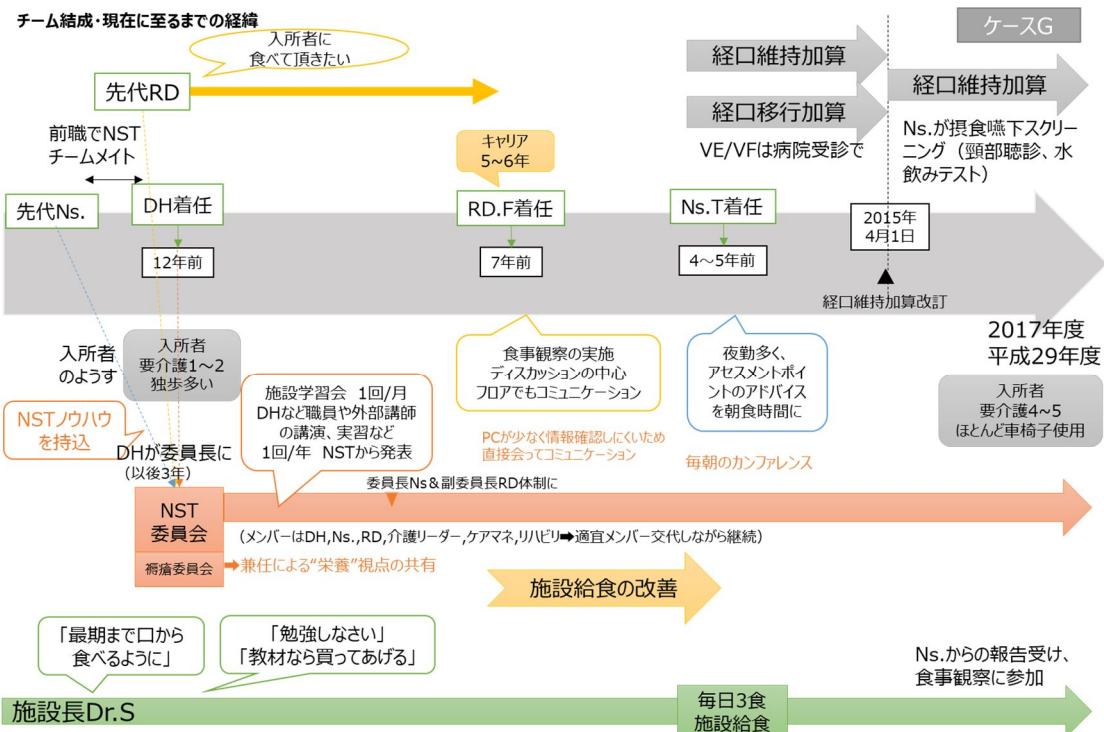 チーム結成・現在に至るまでの経緯
ケースG
入所者に
食べて頂きたい
先代RD
経口維持加算
経口移行加算
経口維持加算
VE/VFは病院受診で
Ns.が摂食嚥下スクリー
ニング（頸部聴診、水
飲みテスト）
前職でNST
チームメイト
キャリア
5~6年
先代Ns.
DH着任
RD.F着任
Ns.T着任
2015年
4月1日
12年前
7年前
4～5年前
経口維持加算改訂
2017年度
平成29年度
入所者
のようす
入所者
要介護1～2
独歩多い
食事観察の実施
ディスカッションの中心
フロアでもコミュニケーション
夜勤多く、
アセスメントポイ
ントのアドバイス
を朝食時間に
入所者
要介護4~5
ほとんど車椅子使用
施設学習会 1回/月
DHなど職員や外部講師
の講演、実習など
1回/年 NSTから発表
NSTノウハウ
を持込
PCが少なく情報確認しにくいため
直接会ってコミュニケーション
毎朝のカンファレンス
DHが委員長に
（以後3年）
委員長Ns＆副委員長RD体制に
NST
委員会
（メンバーはDH,Ns.,RD,介護リーダー,ケアマネ,リハビリ➡適宜メンバー交代しながら継続）
褥瘡委員会
➡兼任による“栄養”視点の共有
施設給食の改善
「最期まで口から
食べるように」
「勉強しなさい」
「教材なら買ってあげる」
Ns.からの報告受け、
食事観察に参加
施設長Dr.S
毎日3食
施設給食